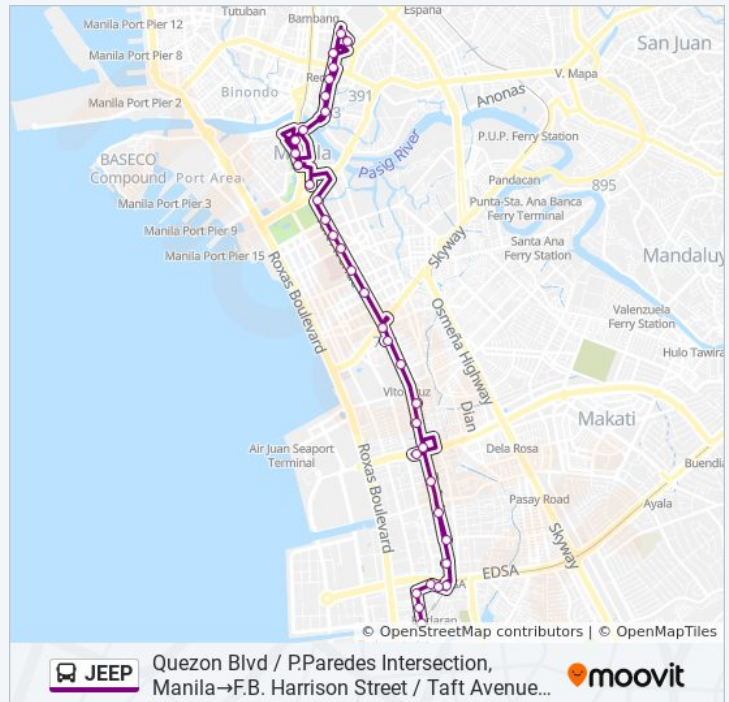 Tutuban
Bambang
España
Manila Port Pier 12
San Juan
Manila Port Pier 8
V. Mapa
Binondo
391
Anonas
Manila Port Pier 2
P.U.P. Ferry Station
Pasig River
BASECO
Compound
Port Area
Pandacan
895
Manila Port Pier 3
Punta-Sta. Ana Banca
Ferry Terminal
Manila Port Pier 9
Santa Ana
Ferry Station
Manila Port Pier 15
Skyway
Mandaluy
Roxas Boulevard
Valenzuela
Ferry Station
Osmeña Highway
Hulo Tawira
Dian
Makati
Air Juan Seaport
Terminal
Dela Rosa
Roxas Boulevard
Buendia
Pasay Road
Ayala
Skyway
EDSA
© OpenStreetMap contributors | © OpenMapTiles
JEEP
Quezon Blvd / P.Paredes Intersection,
Manila→F.B. Harrison Street / Taft Avenue…
moovit